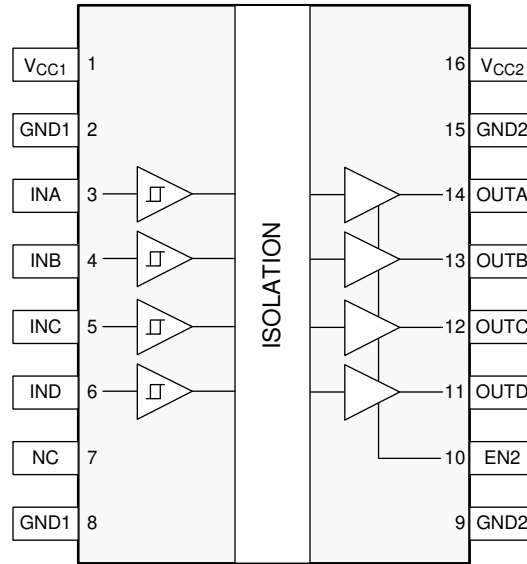 VCC1 1 16 VCC2
GND1 2 15 GND2
INA 3 14 OUTA
INB 4 13 OUTB
INC 5 12 OUTC
IND 6 11 OUTD
NC 7 10 EN2
GND1 8 9 GND2
ISOLATION